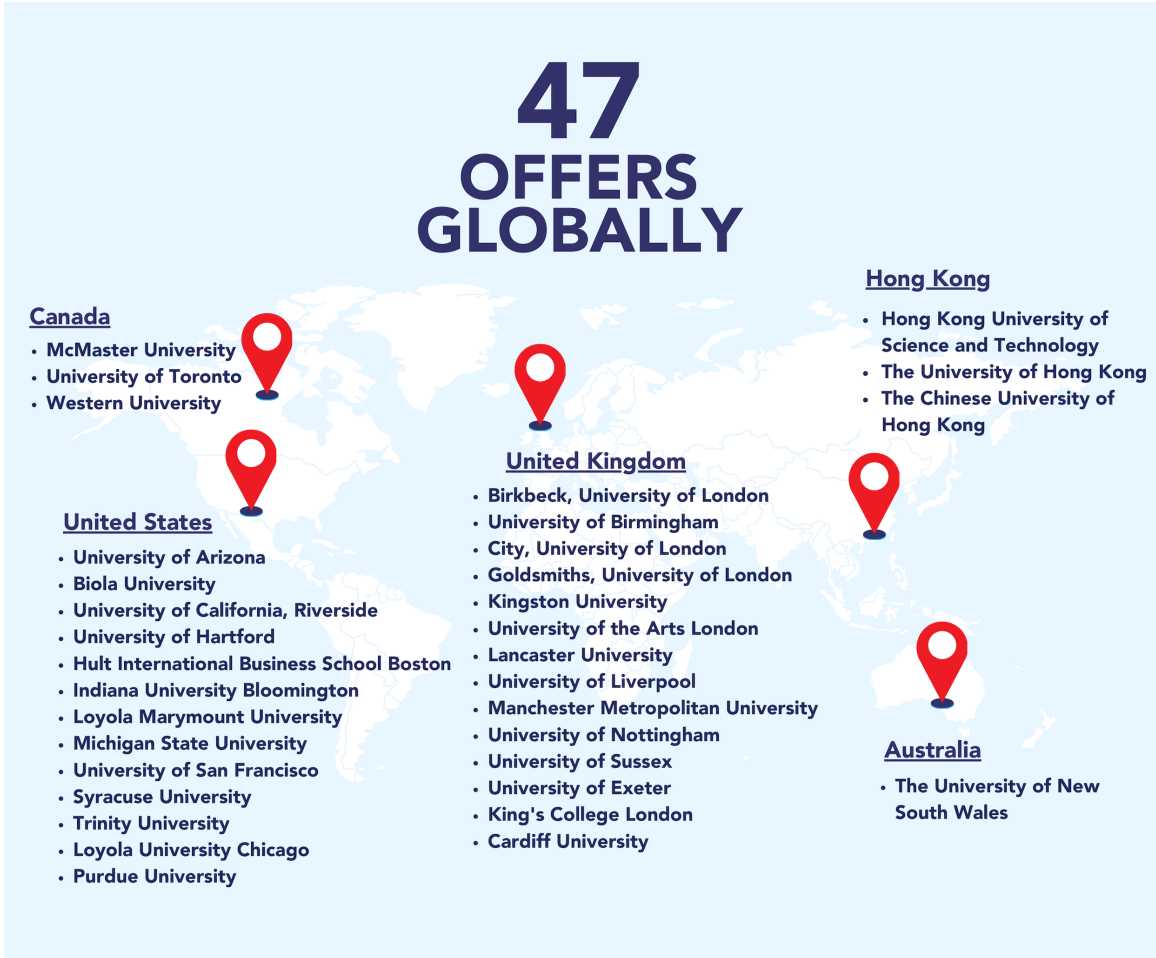 47
OFFERS
GLOBALLY
Canada
• McMaster University
• University of Toronto
• Western University
United States
• University of Arizona
• Biola University
• University of California, Riverside
• University of Hartford
• Hult International Business School Boston
• Indiana University Bloomington
• Loyola Marymount University
• Michigan State University
• University of San Francisco
• Syracuse University
• Trinity University
• Loyola University Chicago
• Purdue University
United Kingdom
• Birkbeck, University of London
• University of Birmingham
• City, University of London
• Goldsmiths, University of London
• Kingston University
• University of the Arts London
• Lancaster University
• University of Liverpool
• Manchester Metropolitan University
• University of Nottingham
• University of Sussex
• University of Exeter
• King's College London
• Cardiff University
Hong Kong
• Hong Kong University of
Science and Technology
• The University of Hong Kong
• The Chinese University of
Hong Kong
Australia
• The University of New
South Wales